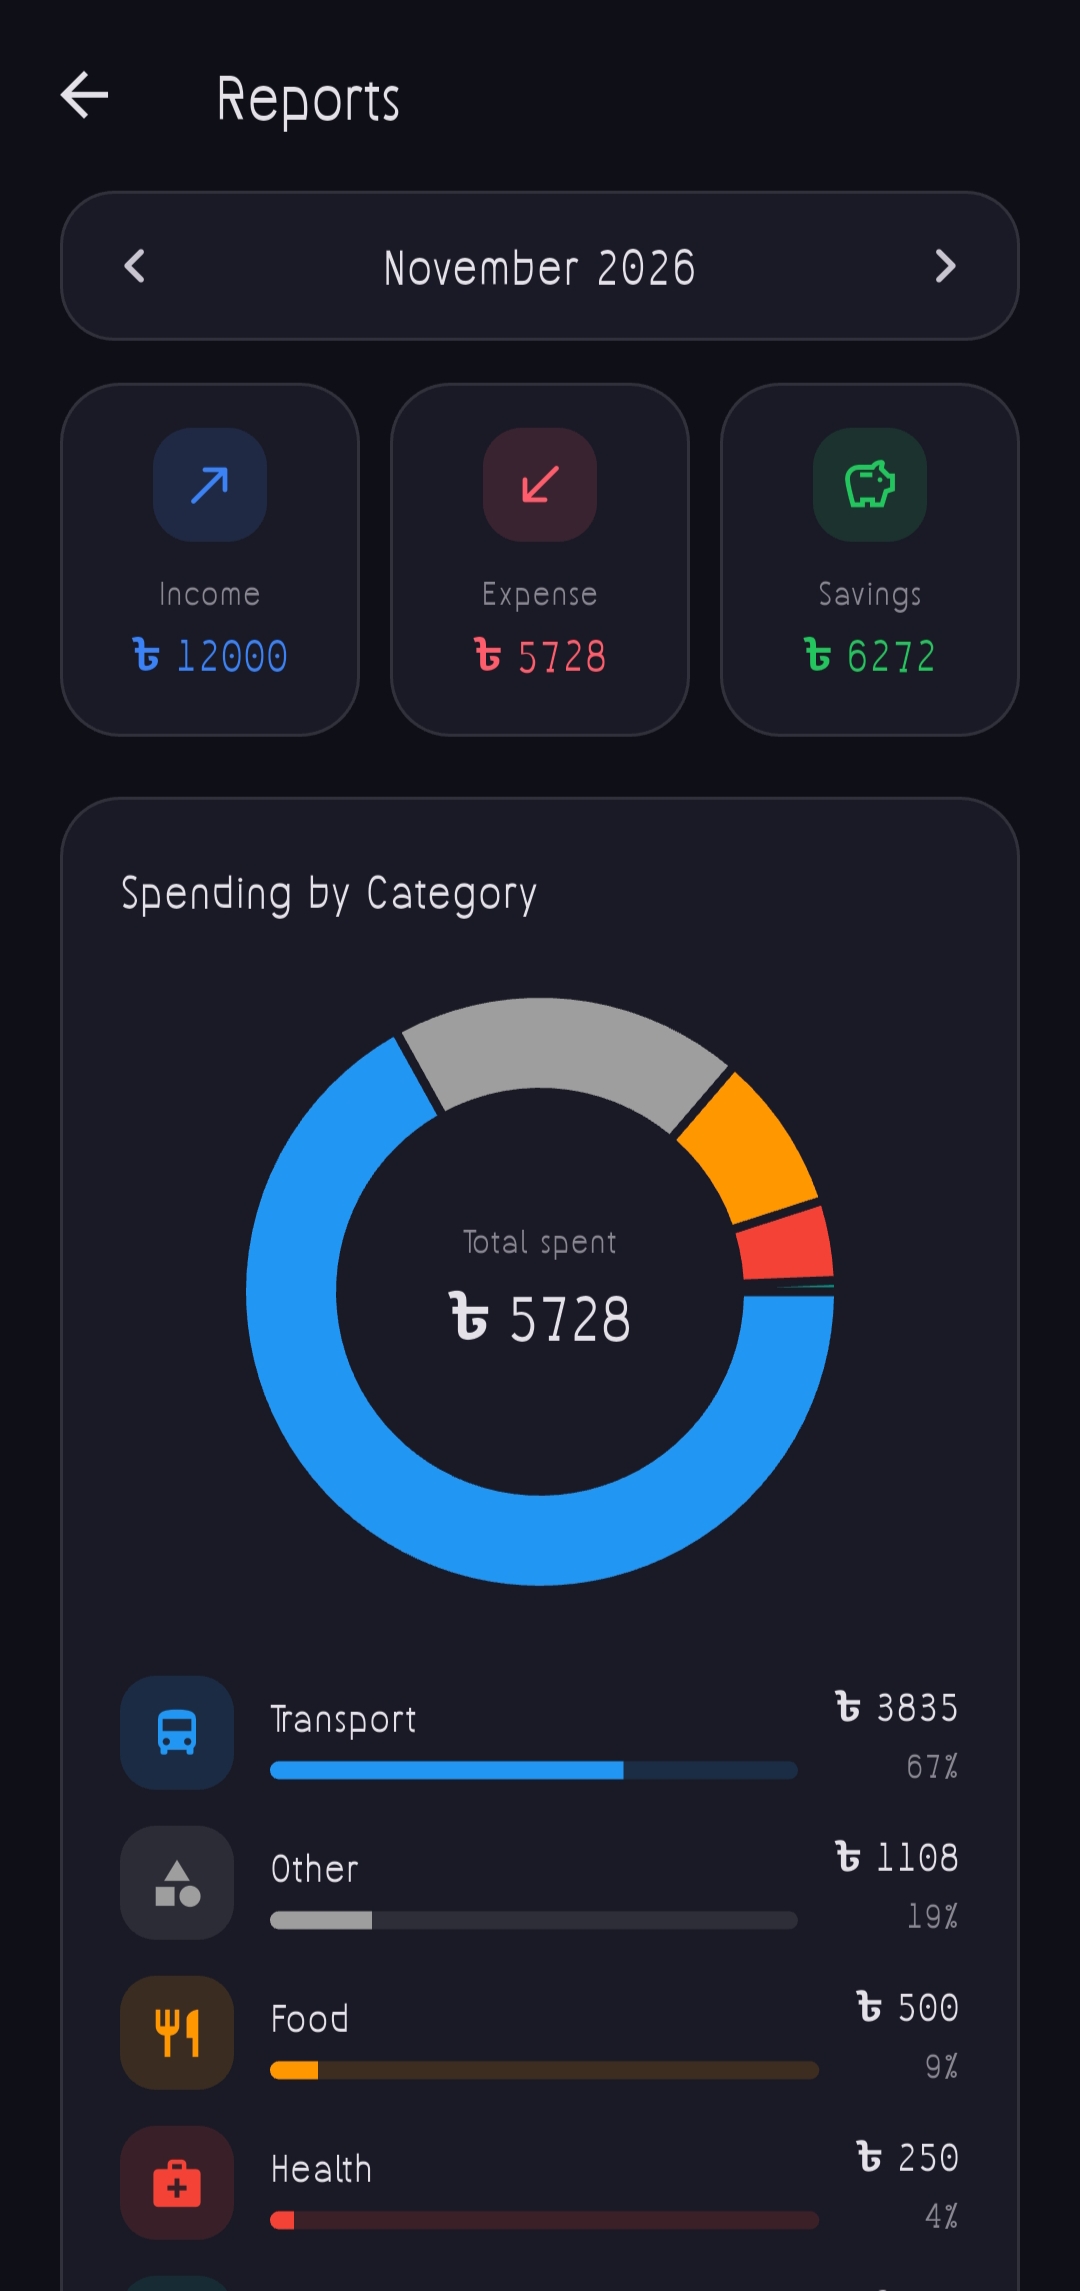 Reports
November 2026
Income
৳ 12000
Expense
৳ 5728
Savings
৳ 6272
Spending by Category
Total spent
৳ 5728
Transport
৳ 3835
67%
Other
৳ 1108
19%
Food
৳ 500
9%
Health
৳ 250
4%